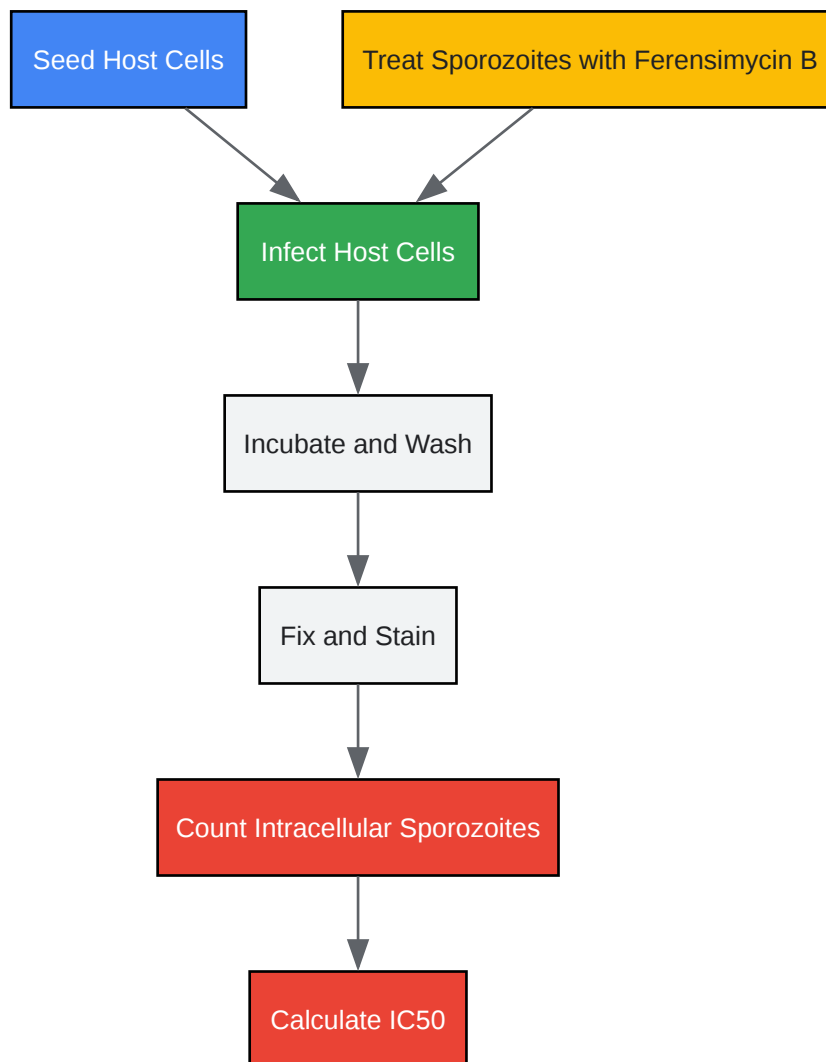 Seed Host Cells
Treat Sporozoites with Ferensimycin B
Infect Host Cells
Incubate and Wash
Fix and Stain
Count Intracellular Sporozoites
Calculate IC50